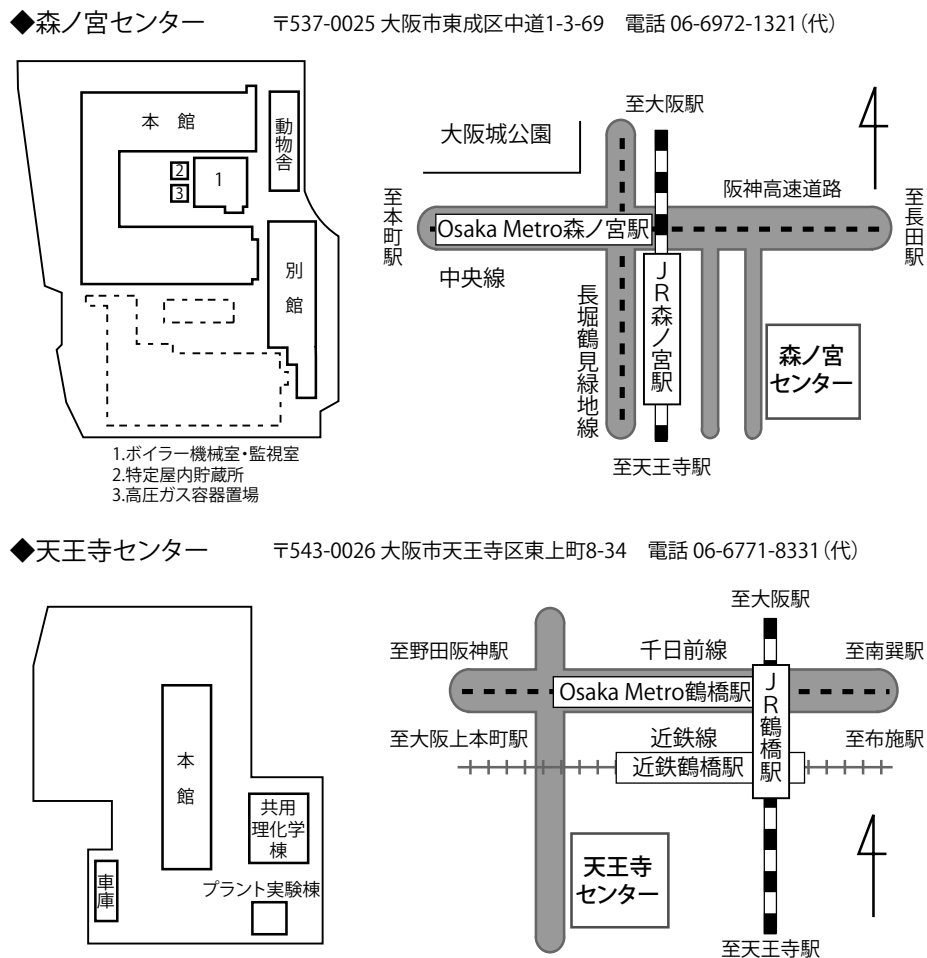 ◆森ノ宮センター
〒537-0025 大阪市東成区中道1-3-69　電話 06-6972-1321（代）
本館
動物舎
2
3
1
別館
1.ボイラー機械室・監視室
2.特定屋内貯蔵所
3.高圧ガス容器置場
至大阪駅
大阪城公園
阪神高速道路
至本町駅
Osaka Metro森ノ宮駅
至長田駅
中央線
長堀鶴見緑地線
JR森ノ宮駅
森ノ宮
センター
至天王寺駅
◆天王寺センター
〒543-0026 大阪市天王寺区東上町8-34　電話 06-6771-8331（代）
本館
共用
理化学
棟
車庫
プラント実験棟
至大阪駅
至野田阪神駅
千日前線
至南巽駅
Osaka Metro鶴橋駅
JR鶴橋駅
至大阪上本町駅
近鉄線
至布施駅
近鉄鶴橋駅
天王寺
センター
至天王寺駅